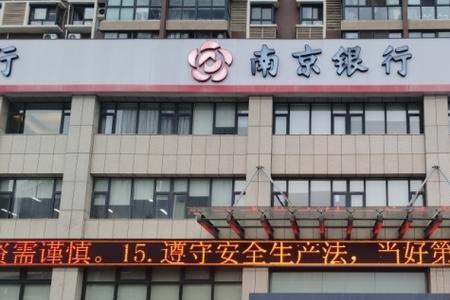 行 南京银行
资需谨慎。15.遵守安全生产法，当好第